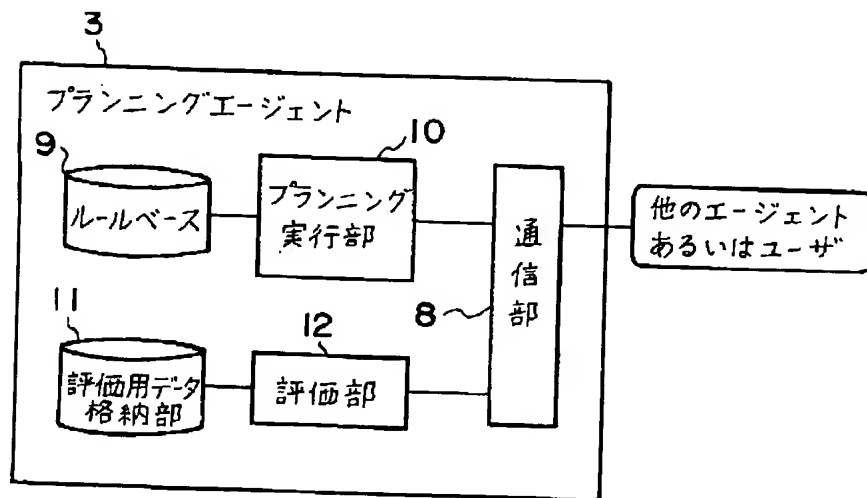 3
プランニングエージェント
9
ルールベース
10
プランニング
実行部
通信部
8
他のエージェント
あるいはユーザ
11
評価用データ
格納部
12
評価部